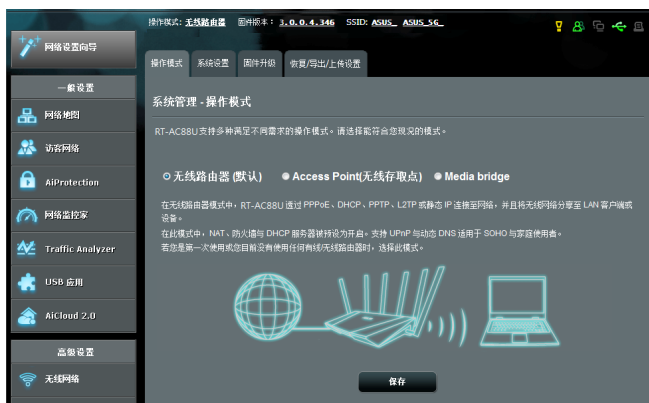 操作模式: 无线路由器 固件版本: 3.0.0.4.346 SSID: ASUS_ ASUS_5G_
网络设置向导
操作模式 系统设置 固件升级 恢复/导出/上传设置
一般设置
系统管理 - 操作模式
网络地图
RT-AC88U支持多种满足不同需求的操作模式。请选择能符合您现况的模式。
访客网络
无线路由器 (默认) Access Point(无线存取点) Media bridge
AiProtection
在无线路由器模式中，RT-AC88U 透过 PPPoE、DHCP、PPTP、L2TP 或静态 IP 连接至网络，并且将无线网络分享至 LAN 客户端或
设备。
网络监控家
在此模式中，NAT、防火墙与 DHCP 服务器被预设为开启。支持 UPnP 与动态 DNS 适用于 SOHO 与家庭使用者。
若您是第一次使用或您目前没有使用任何有线/无线路由器时，选择此模式。
Traffic Analyzer
USB 应用
AiCloud 2.0
高级设置
无线网络
保存